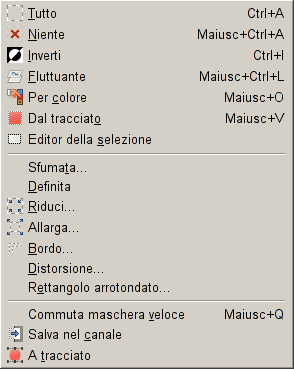 Tutto Ctrl+A
Niente Maiusc+Ctrl+A
Inverti Ctrl+I
Fluttuante Maiusc+Ctrl+L
Per colore Maiusc+O
Dal tracciato Maiusc+V
Editor della selezione
Sfumata...
Definita
Riduci...
Allarga...
Bordo...
Distorsione...
Rettangolo arrotondato...
Commuta maschera veloce Maiusc+Q
Salva nel canale
A tracciato